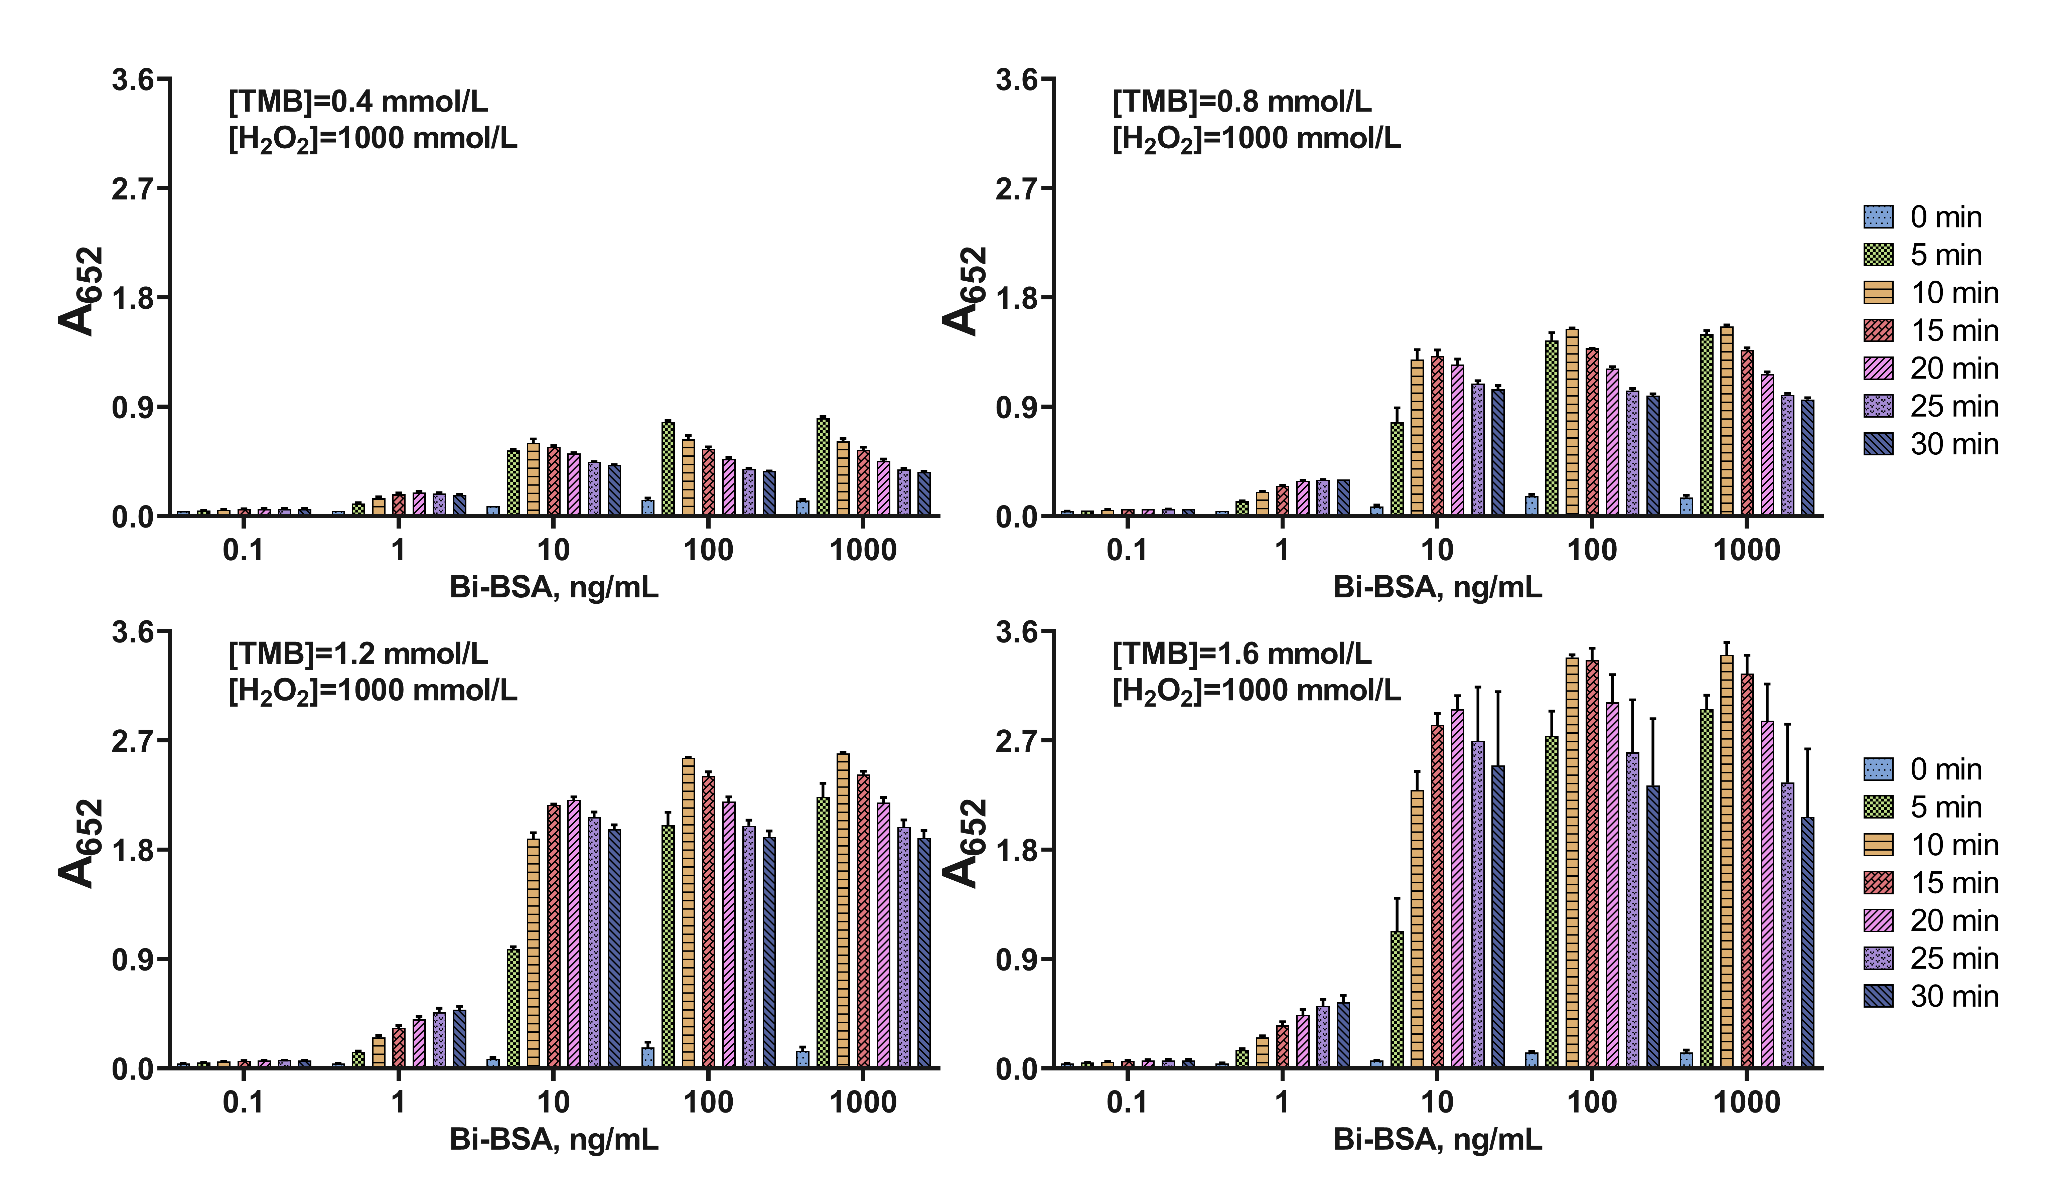 3.6
[TMB]=0.4 mmol/L
[H₂O₂]=1000 mmol/L
2.7
A₆₅₂
1.8
0.9
0.0
0.1 1 10 100 1000
Bi-BSA, ng/mL
3.6
[TMB]=0.8 mmol/L
[H₂O₂]=1000 mmol/L
2.7
A₆₅₂
1.8
0.9
0.0
0.1 1 10 100 1000
Bi-BSA, ng/mL
0 min
5 min
10 min
15 min
20 min
25 min
30 min
3.6
[TMB]=1.2 mmol/L
[H₂O₂]=1000 mmol/L
2.7
A₆₅₂
1.8
0.9
0.0
0.1 1 10 100 1000
Bi-BSA, ng/mL
3.6
[TMB]=1.6 mmol/L
[H₂O₂]=1000 mmol/L
2.7
A₆₅₂
1.8
0.9
0.0
0.1 1 10 100 1000
Bi-BSA, ng/mL
0 min
5 min
10 min
15 min
20 min
25 min
30 min